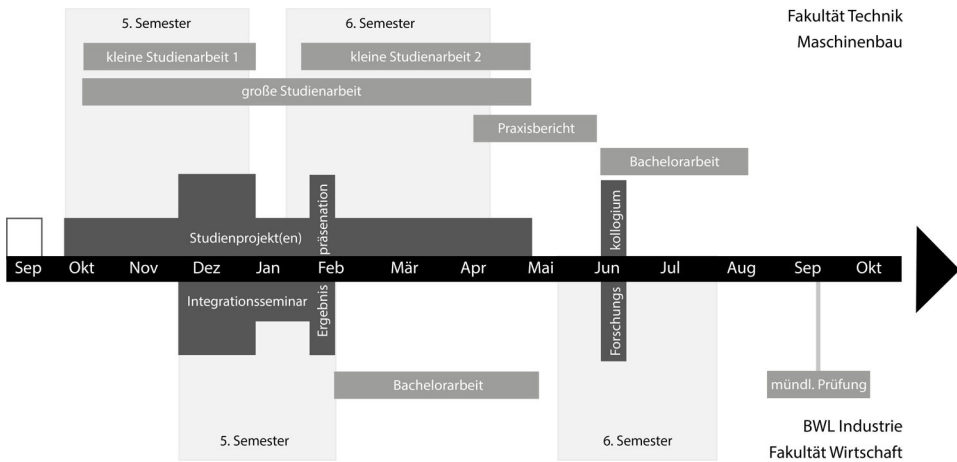 5. Semester
6. Semester
Fakultät Technik
Maschinenbau
kleine Studienarbeit 1
kleine Studienarbeit 2
große Studienarbeit
Praxisbericht
Bachelorarbeit
Studienprojekt(en)
präsenation
kollogium
Sep Okt Nov Dez Jan Feb Mär Apr Mai Jun Jul Aug Sep Okt
Integrationsseminar
Ergebnis
Forschungs
Bachelorarbeit
mündl. Prüfung
5. Semester
6. Semester
BWL Industrie
Fakultät Wirtschaft